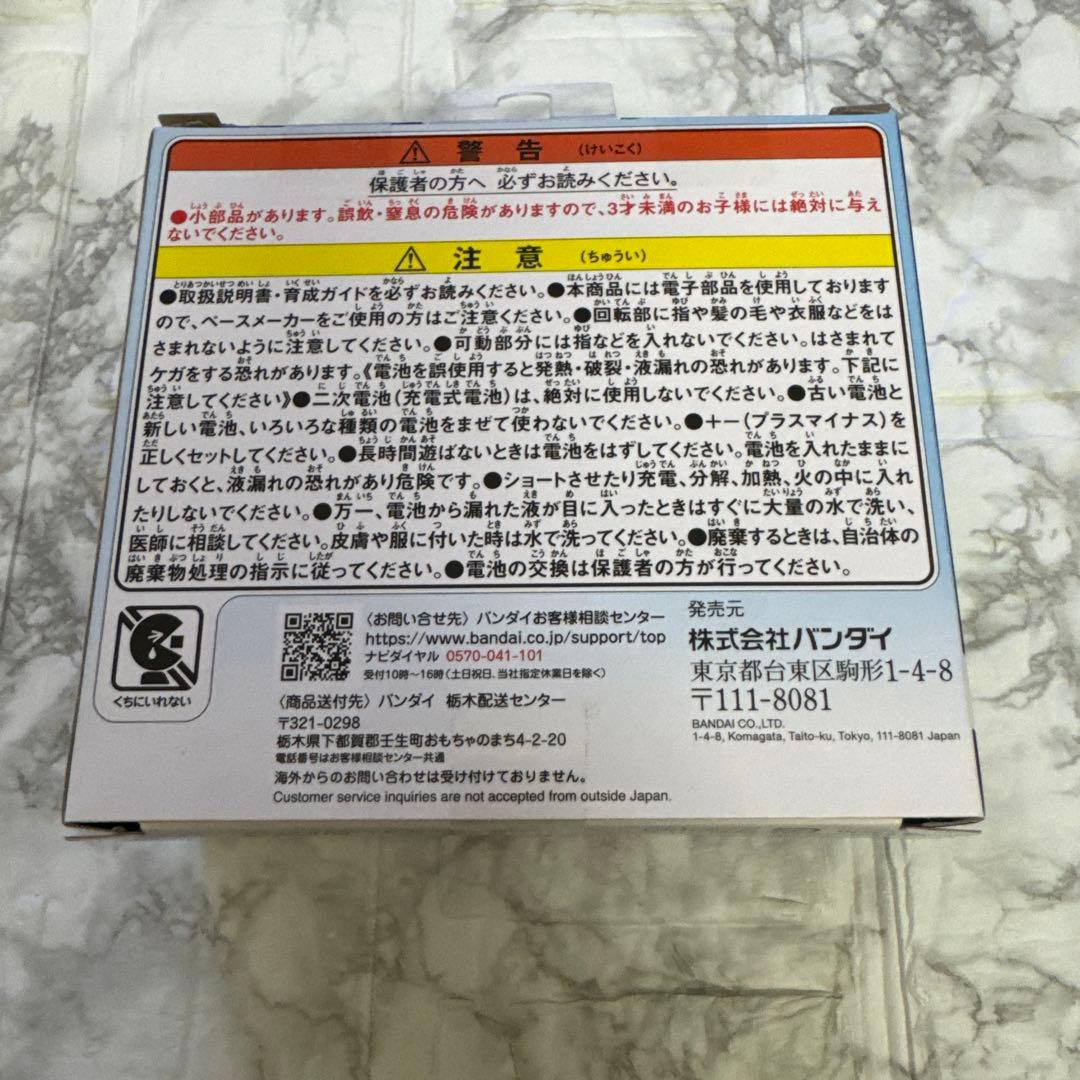 ⚠ 警告 (けいこく)
保護者の方へ 必ずお読みください。
●小部品があります。誤飲・窒息の危険がありますので、3才未満のお子様には絶対に与え
ないでください。
⚠ 注意 (ちゅうい)
●取扱説明書・育成ガイドを必ずお読みください。●本商品には電子部品を使用しております
ので、ペースメーカーをご使用の方はご注意ください。●回転部に指や髪の毛や衣服などをは
さまれないように注意してください。●可動部分には指などを入れないでください。はさまれて
ケガをする恐れがあります。《電池を誤使用すると発熱・破裂・液漏れの恐れがあります。下記に
注意してください》●二次電池(充電式電池)は、絶対に使用しないでください。●古い電池と
新しい電池、いろいろな種類の電池をまぜて使わないでください。●+-(プラスマイナス)を
正しくセットしてください。●長時間遊ばないときは電池をはずしてください。電池を入れたままに
しておくと、液漏れの恐れがあり危険です。●ショートさせたり充電、分解、加熱、火の中に入れ
たりしないでください。●万一、電池から漏れた液が目に入ったときはすぐに大量の水で洗い、
医師に相談してください。皮膚や服に付いた時は水で洗ってください。●廃棄するときは、自治体の
廃棄物処理の指示に従ってください。●電池の交換は保護者の方が行ってください。
くちにいれない
〈お問い合せ先〉バンダイお客様相談センター
https://www.bandai.co.jp/support/top
ナビダイヤル 0570-041-101
受付10時〜16時(土日祝日、当社指定休業日を除く)
〈商品送付先〉バンダイ 栃木配送センター
〒321-0298
栃木県下都賀郡壬生町おもちゃのまち4-2-20
電話番号はお客様相談センター共通
海外からのお問い合わせは受け付けておりません。
Customer service inquiries are not accepted from outside Japan.
発売元
株式会社バンダイ
東京都台東区駒形1-4-8
〒111-8081
BANDAI CO.,LTD.
1-4-8, Komagata, Taito-ku, Tokyo, 111-8081 Japan